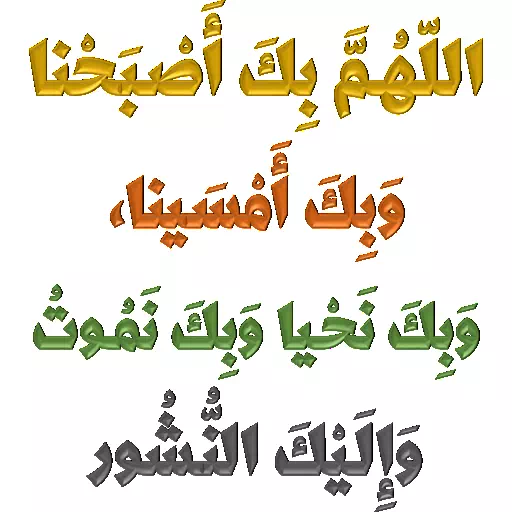 اللّهُمَّ بِكَ أَصْبَحْنا
وَبِكَ أَمْسَينا،
وَبِكَ نَحْيا وَبِكَ نَمُوتُ
وَإِلَيْكَ النُّشُور